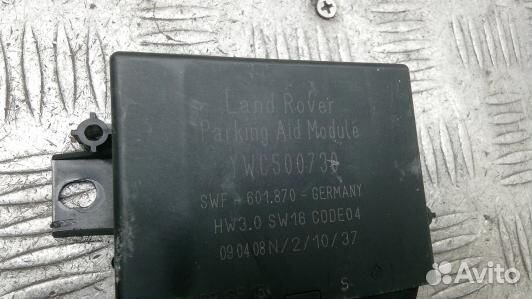 Land Rover
Parking Aid Module
YWC500730
SWF - 601.870 - GERMANY
HW3.0 SW16 CODE04
09 04 08 N/2/10/37
S
Avito